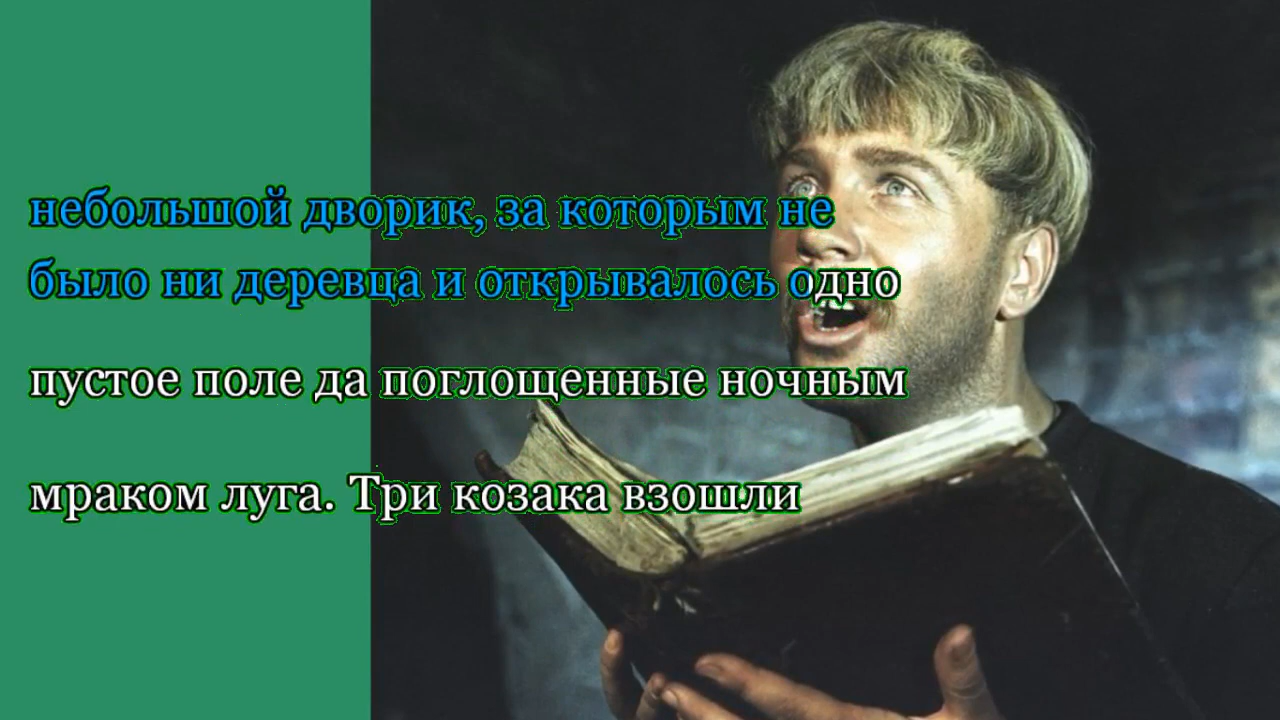 небольшой дворик, за которым не
было ни деревца и открывалось одно
пустое поле да поглощенные ночным
мраком луга. Три козака взошли